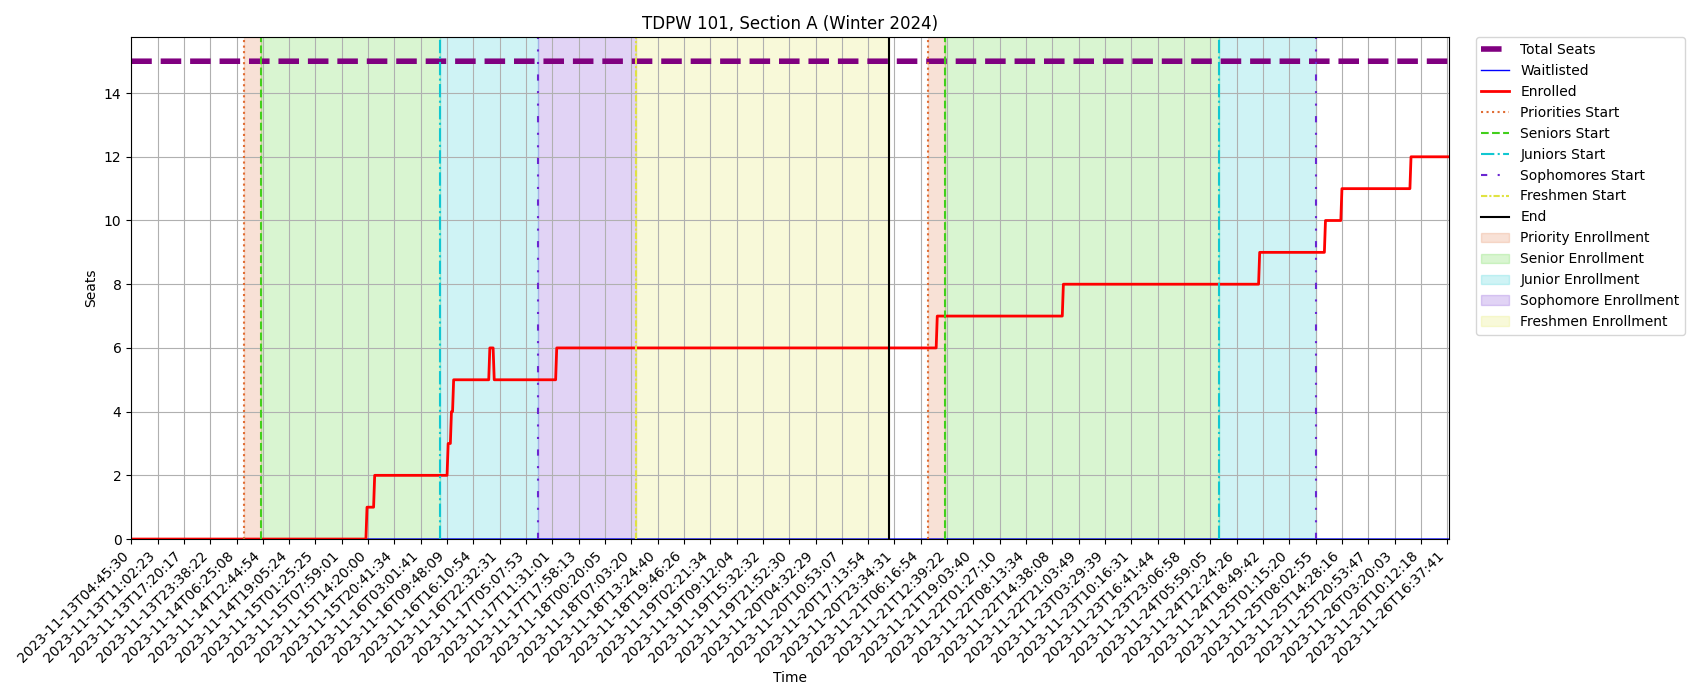 TDPW 101, Section A (Winter 2024)
Seats
14
12
10
8
6
4
2
0
2023-11-13T04:45:30
2023-11-13T11:02:23
2023-11-13T17:20:17
2023-11-13T23:38:22
2023-11-14T06:25:08
2023-11-14T12:44:54
2023-11-14T19:05:24
2023-11-15T01:25:25
2023-11-15T07:59:01
2023-11-15T14:20:00
2023-11-15T20:41:34
2023-11-16T03:01:41
2023-11-16T09:48:09
2023-11-16T16:10:54
2023-11-16T22:32:31
2023-11-17T05:07:53
2023-11-17T11:31:01
2023-11-17T17:58:13
2023-11-18T00:20:05
2023-11-18T07:03:20
2023-11-18T13:24:40
2023-11-18T19:46:26
2023-11-19T02:21:34
2023-11-19T09:12:04
2023-11-19T15:32:32
2023-11-19T21:52:30
2023-11-20T04:32:29
2023-11-20T10:53:07
2023-11-20T17:13:54
2023-11-20T23:34:31
2023-11-21T06:16:54
2023-11-21T12:39:22
2023-11-21T19:03:40
2023-11-22T01:27:10
2023-11-22T08:13:34
2023-11-22T14:38:08
2023-11-22T21:03:49
2023-11-23T03:29:39
2023-11-23T10:16:31
2023-11-23T16:41:44
2023-11-23T23:06:58
2023-11-24T05:59:05
2023-11-24T12:24:26
2023-11-24T18:49:42
2023-11-25T01:15:20
2023-11-25T08:02:55
2023-11-25T14:28:16
2023-11-25T20:53:47
2023-11-26T03:20:03
2023-11-26T10:12:18
2023-11-26T16:37:41
Time
Total Seats
Waitlisted
Enrolled
Priorities Start
Seniors Start
Juniors Start
Sophomores Start
Freshmen Start
End
Priority Enrollment
Senior Enrollment
Junior Enrollment
Sophomore Enrollment
Freshmen Enrollment